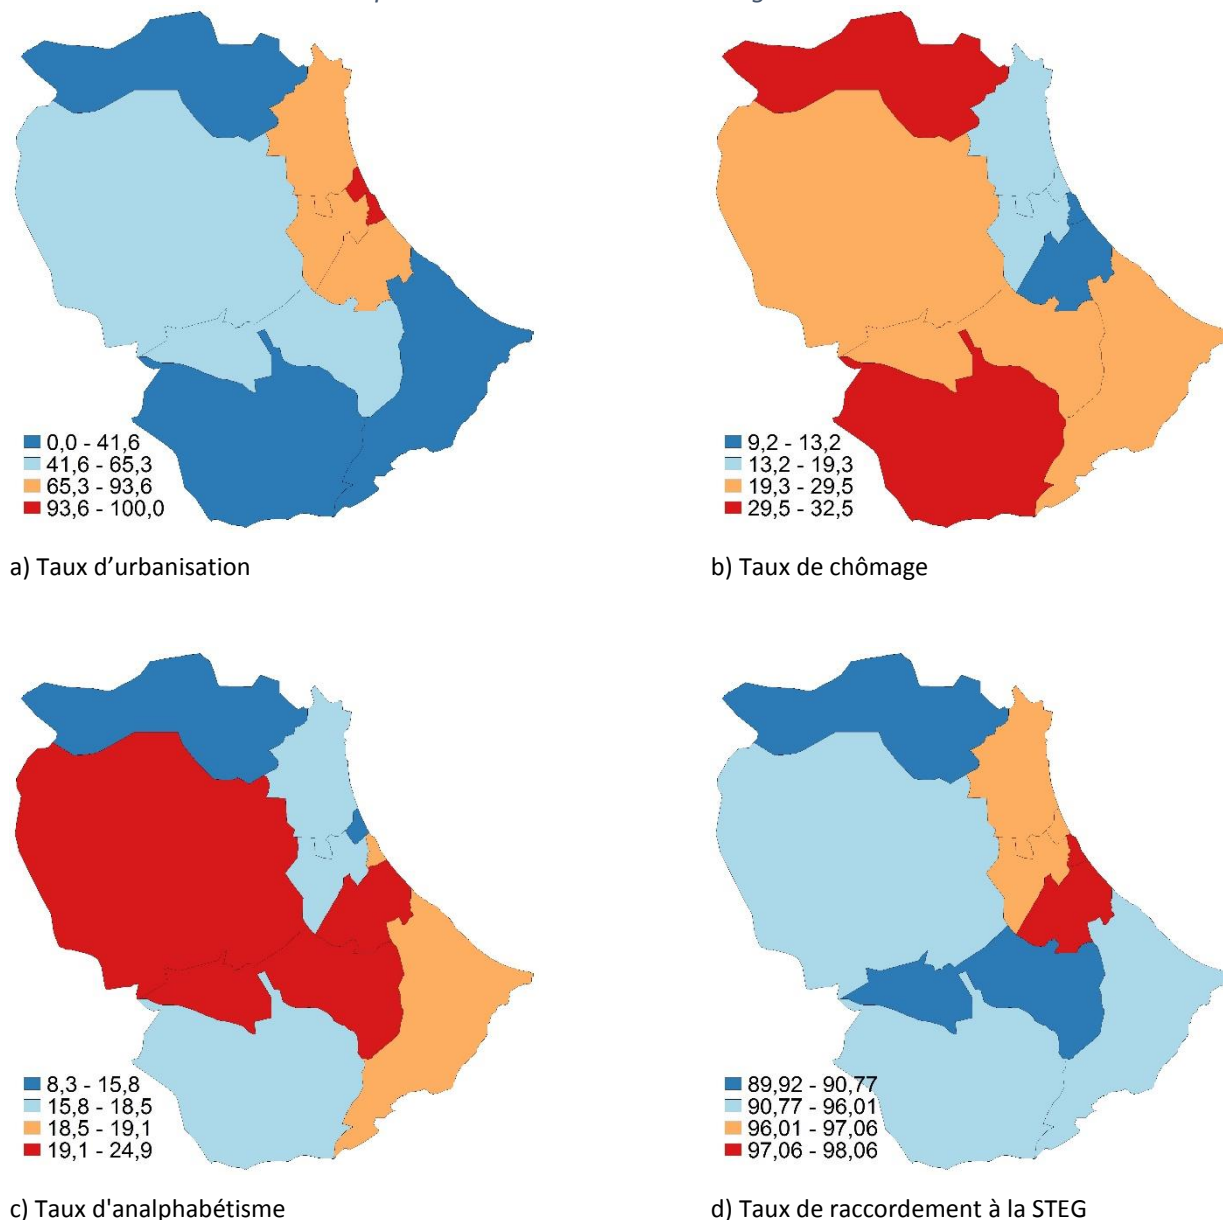 0,0 - 41,6
41,6 - 65,3
65,3 - 93,6
93,6 - 100,0
a) Taux d’urbanisation
9,2 - 13,2
13,2 - 19,3
19,3 - 29,5
29,5 - 32,5
b) Taux de chômage
8,3 - 15,8
15,8 - 18,5
18,5 - 19,1
19,1 - 24,9
c) Taux d'analphabétisme
89,92 - 90,77
90,77 - 96,01
96,01 - 97,06
97,06 - 98,06
d) Taux de raccordement à la STEG